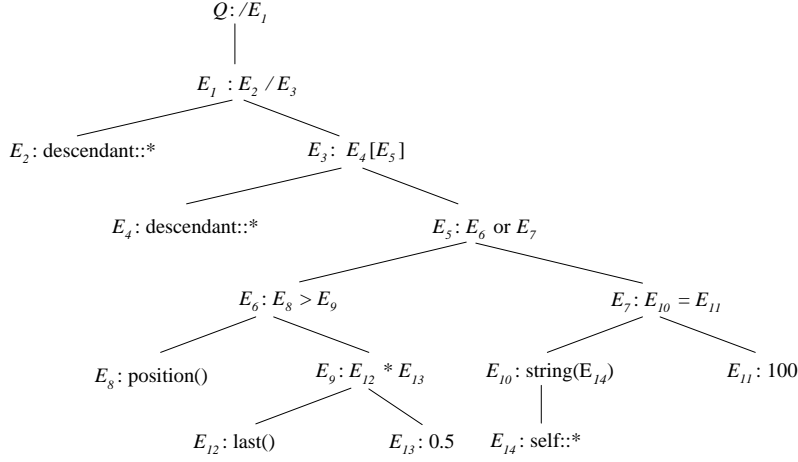 Q: /E₁
E₁ : E₂ / E₃
E₂: descendant::*
E₃: E₄[E₅]
E₄: descendant::*
E₅: E₆ or E₇
E₆: E₈ > E₉
E₇: E₁₀ = E₁₁
E₈: position()
E₉: E₁₂ * E₁₃
E₁₀: string(E₁₄)
E₁₁: 100
E₁₂: last()
E₁₃: 0.5
E₁₄: self::*